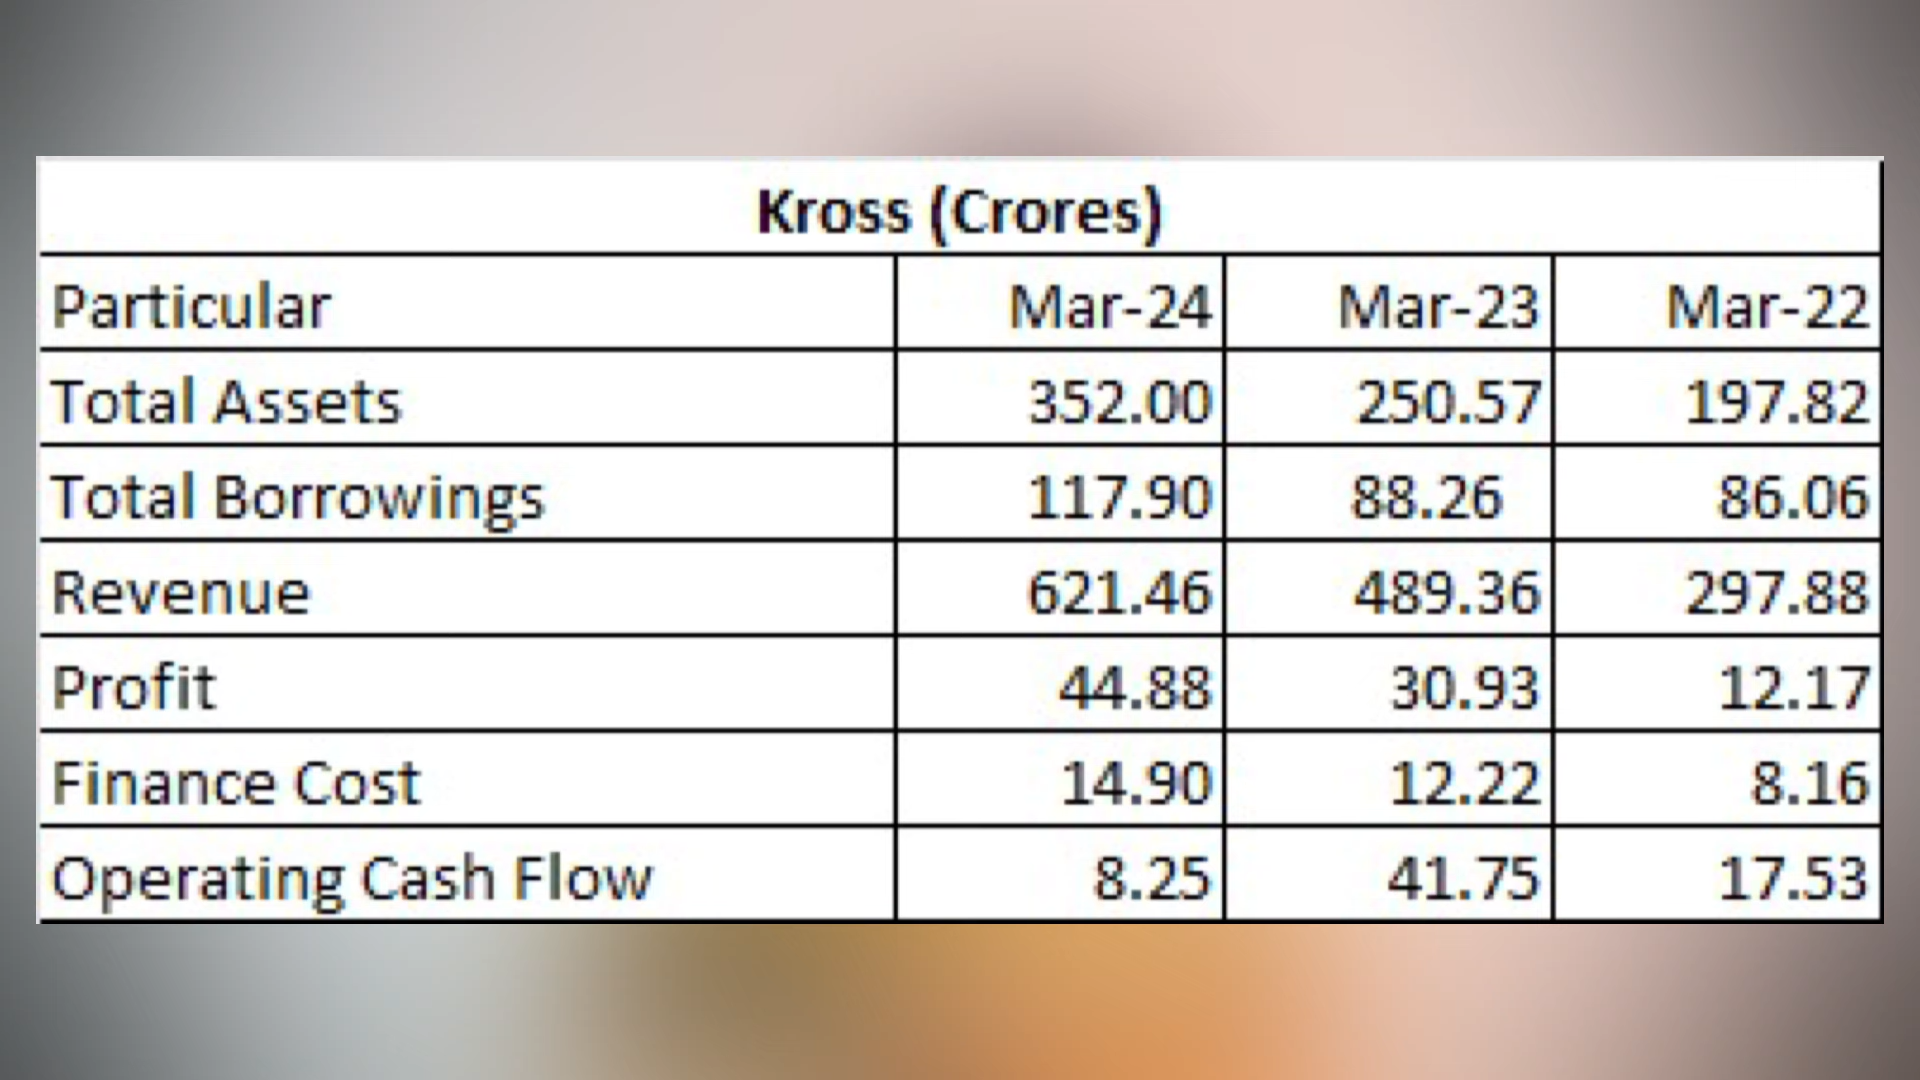 Kross (Crores)
Particular Mar-24 Mar-23 Mar-22
Total Assets 352.00 250.57 197.82
Total Borrowings 117.90 88.26 86.06
Revenue 621.46 489.36 297.88
Profit 44.88 30.93 12.17
Finance Cost 14.90 12.22 8.16
Operating Cash Flow 8.25 41.75 17.53